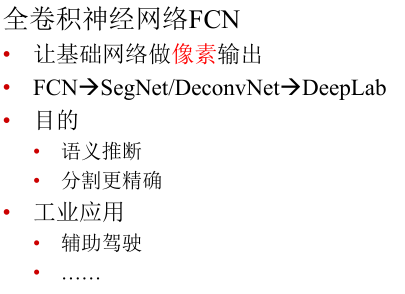 全卷积神经网络FCN
• 让基础网络做像素输出
• FCN→SegNet/DeconvNet→DeepLab
• 目的
• 语义推断
• 分割更精确
• 工业应用
• 辅助驾驶
• ……